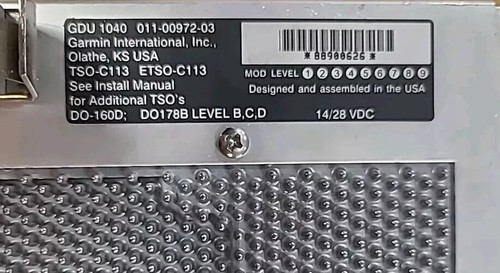 GDU 1040 011-00972-03
Garmin International, Inc.,
Olathe, KS USA
TSO-C113 ETSO-C113
See Install Manual
for Additional TSO's
DO-160D; DO178B LEVEL B,C,D
*88900626*
MOD LEVEL 1 2 3 4 5 6 7 8 9
Designed and assembled in the USA
14/28 VDC